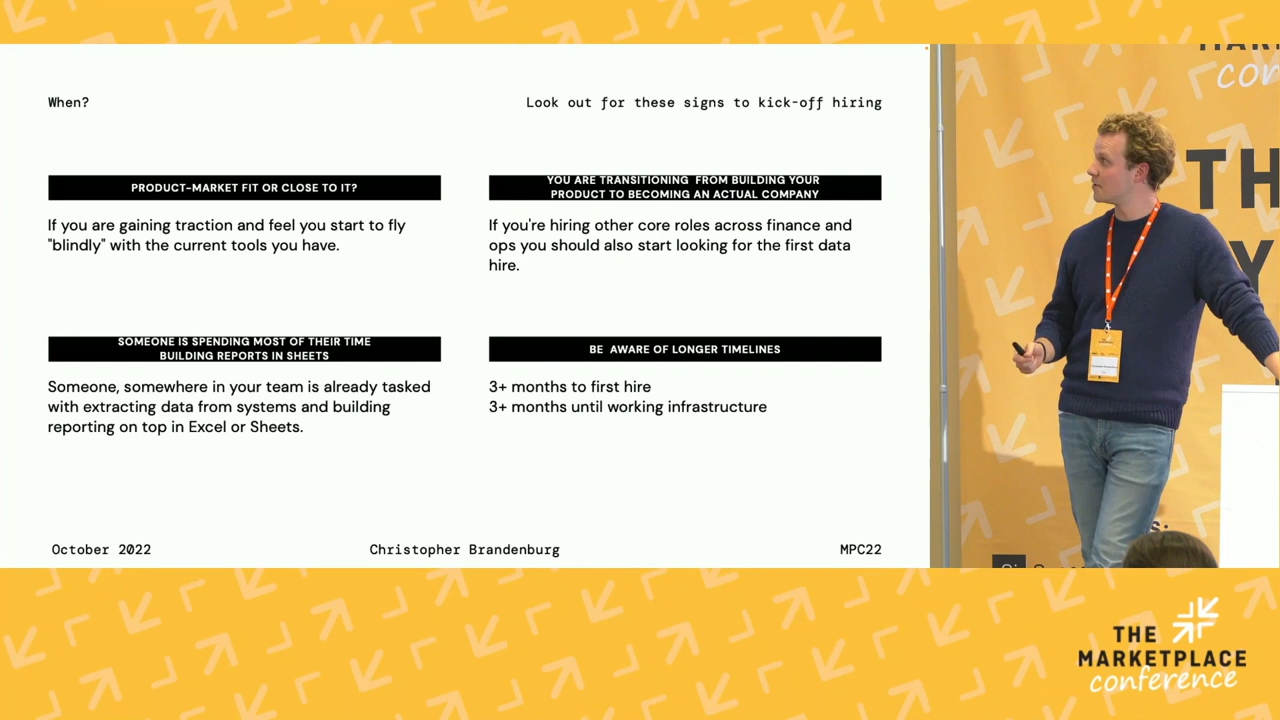 When?
Look out for these signs to kick-off hiring
PRODUCT-MARKET FIT OR CLOSE TO IT?
If you are gaining traction and feel you start to fly
"blindly" with the current tools you have.
YOU ARE TRANSITIONING FROM BUILDING YOUR
PRODUCT TO BECOMING AN ACTUAL COMPANY
If you're hiring other core roles across finance and
ops you should also start looking for the first data
hire.
SOMEONE IS SPENDING MOST OF THEIR TIME
BUILDING REPORTS IN SHEETS
Someone, somewhere in your team is already tasked
with extracting data from systems and building
reporting on top in Excel or Sheets.
BE AWARE OF LONGER TIMELINES
3+ months to first hire
3+ months until working infrastructure
October 2022
Christopher Brandenburg
MPC22
TH
Y
THE
MARKETPLACE
conference